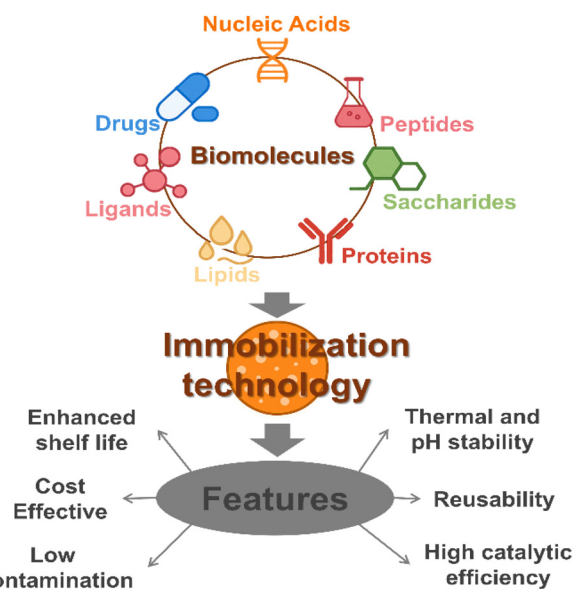 Nucleic Acids
Drugs
Peptides
Biomolecules
Ligands
Saccharides
Lipids
Proteins
Immobilization
technology
Enhanced
shelf life
Thermal and
pH stability
Cost
Effective
Features
Reusability
Low
ontamination
High catalytic
efficiency